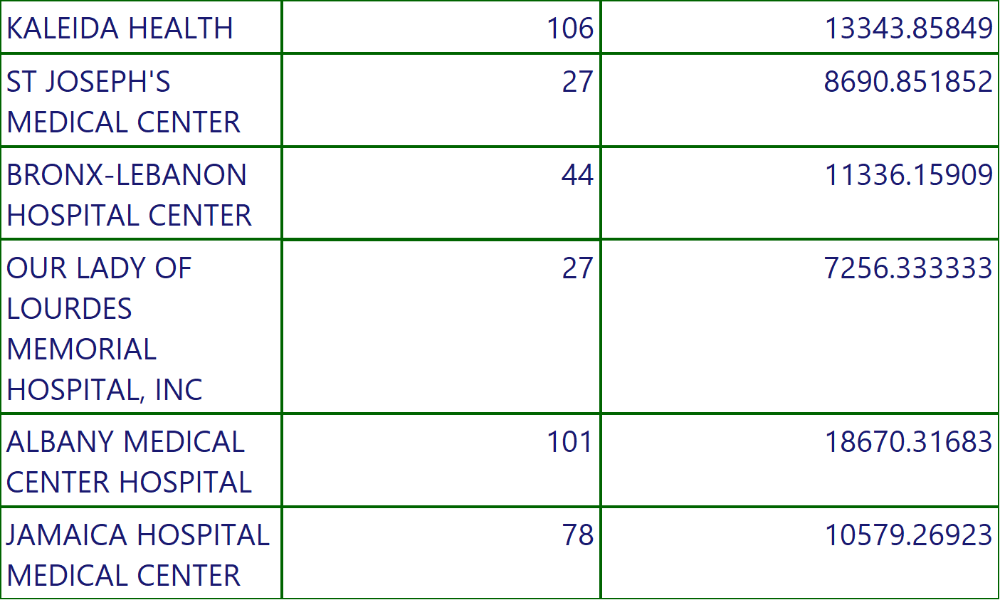 KALEIDA HEALTH 106 13343.85849
ST JOSEPH'S 27 8690.851852
MEDICAL CENTER
BRONX-LEBANON 44 11336.15909
HOSPITAL CENTER
OUR LADY OF 27 7256.333333
LOURDES
MEMORIAL
HOSPITAL, INC
ALBANY MEDICAL 101 18670.31683
CENTER HOSPITAL
JAMAICA HOSPITAL 78 10579.26923
MEDICAL CENTER